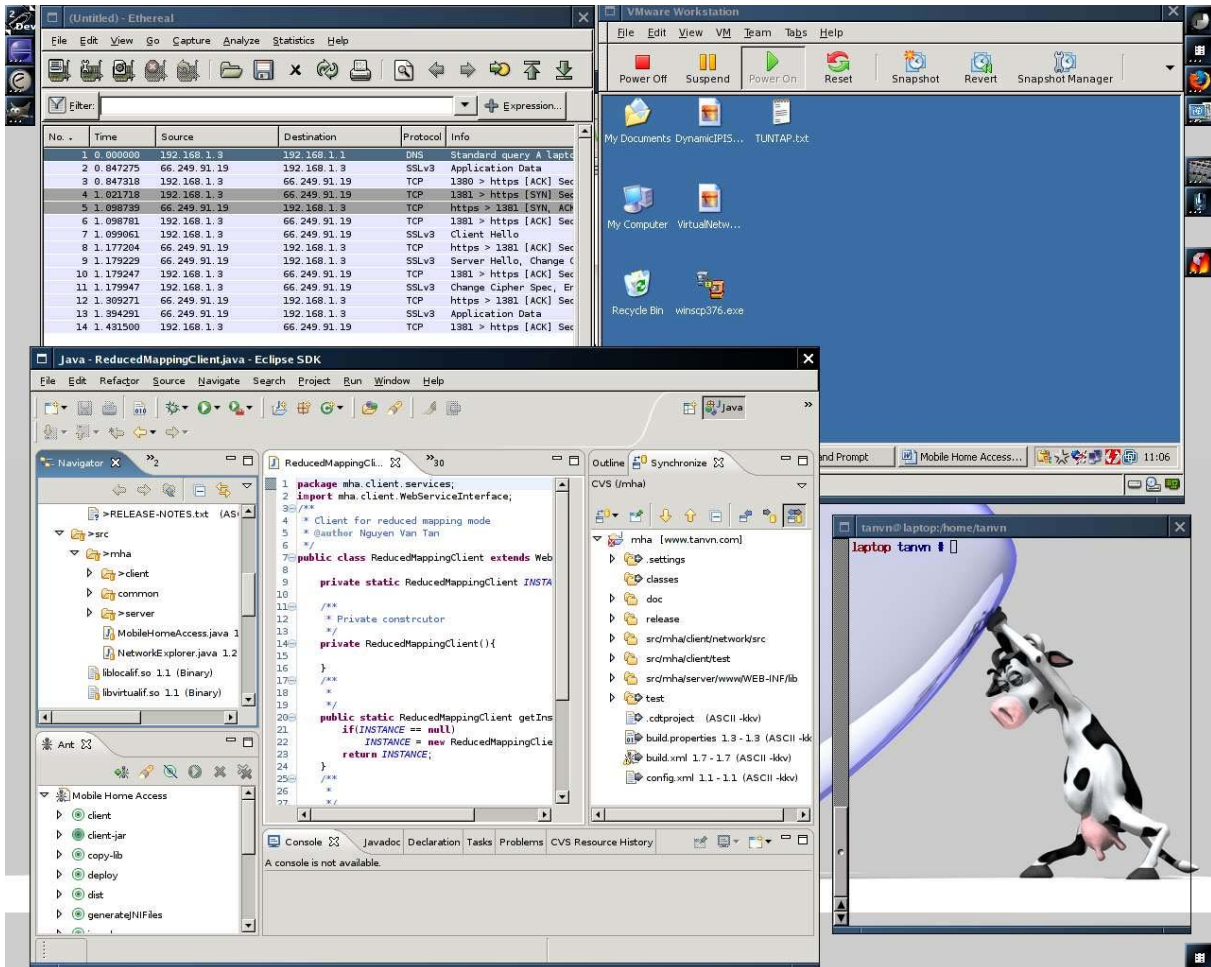 2
Dev
(Untitled) - Ethereal
File Edit View Go Capture Analyze Statistics Help
Filter: Expression...
No. . Time Source Destination Protocol Info
1 0.000000 192.168.1.3 192.168.1.1 DNS Standard query A lapto
2 0.847275 66.249.91.19 192.168.1.3 SSLv3 Application Data
3 0.847318 192.168.1.3 66.249.91.19 TCP 1380 > https [ACK] Sec
4 1.021718 192.168.1.3 66.249.91.19 TCP 1381 > https [SYN] Sec
5 1.098739 66.249.91.19 192.168.1.3 TCP https > 1381 [SYN, ACK
6 1.098781 192.168.1.3 66.249.91.19 TCP 1381 > https [ACK] Sec
7 1.099061 192.168.1.3 66.249.91.19 SSLv3 Client Hello
8 1.177204 66.249.91.19 192.168.1.3 TCP https > 1381 [ACK] Sec
9 1.179229 66.249.91.19 192.168.1.3 SSLv3 Server Hello, Change C
10 1.179247 192.168.1.3 66.249.91.19 TCP 1381 > https [ACK] Sec
11 1.179947 192.168.1.3 66.249.91.19 SSLv3 Change Cipher Spec, En
12 1.309271 66.249.91.19 192.168.1.3 TCP https > 1381 [ACK] Sec
13 1.394291 66.249.91.19 192.168.1.3 SSLv3 Application Data
14 1.431500 192.168.1.3 66.249.91.19 TCP 1381 > https [ACK] Sec
VMware Workstation
File Edit View VM Team Tabs Help
Power Off Suspend Power On Reset Snapshot Revert Snapshot Manager
My Documents DynamicIPIS... TUNTAP.txt
My Computer VirtualNetw...
Recycle Bin winscp376.exe
and Prompt Mobile Home Access... 11:06
Java - ReducedMappingClient.java - Eclipse SDK
File Edit Refactor Source Navigate Search Project Run Window Help
Java
Navigator 2
>RELEASE-NOTES.txt (AS
>src
>mha
>client
common
>server
MobileHomeAccess.java 1
NetworkExplorer.java 1.2
liblocalif.so 1.1 (Binary)
libvirtualif.so 1.1 (Binary)
Ant
Mobile Home Access
client
client-jar
copy-lib
deploy
dist
generateJNIFiles
ReducedMappingCli... 30
1 package mha.client.services;
2 import mha.client.WebServiceInterface;
3 /**
4 * Client for reduced mapping mode
5 * @author Nguyen Van Tan
6 */
7 public class ReducedMappingClient extends Web
8
9 private static ReducedMappingClient INSTA
10
11 /**
12 * Private constrcutor
13 */
14 private ReducedMappingClient(){
15
16 }
17 /**
18 *
19 */
20 public static ReducedMappingClient getIns
21 if(INSTANCE == null)
22 INSTANCE = new ReducedMappingClie
23 return INSTANCE;
24 }
25 /**
26 *
27 */
Outline Synchronize
CVS (/mha)
mha [www.tanvn.com]
.settings
classes
doc
release
src/mha/client/network/src
src/mha/client/test
src/mha/server/www/WEB-INF/lib
test
.cdtproject (ASCII -kkv)
build.properties 1.3 - 1.3 (ASCII -kk
build.xml 1.7 - 1.7 (ASCII -kkv)
config.xml 1.1 - 1.1 (ASCII -kkv)
Console Javadoc Declaration Tasks Problems CVS Resource History
A console is not available.
tanvn@laptop:/home/tanvn
laptop tanvn #